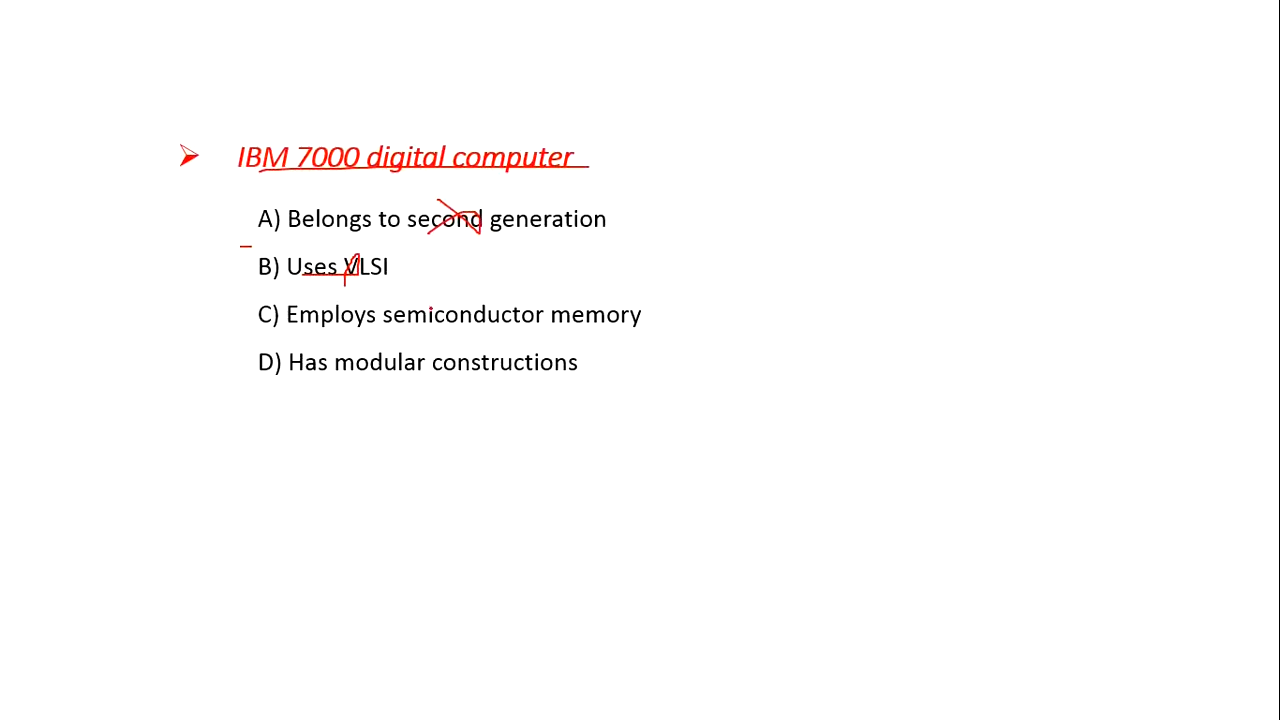 IBM 7000 digital computer
A) Belongs to second generation
B) Uses VLSI
C) Employs semiconductor memory
D) Has modular constructions